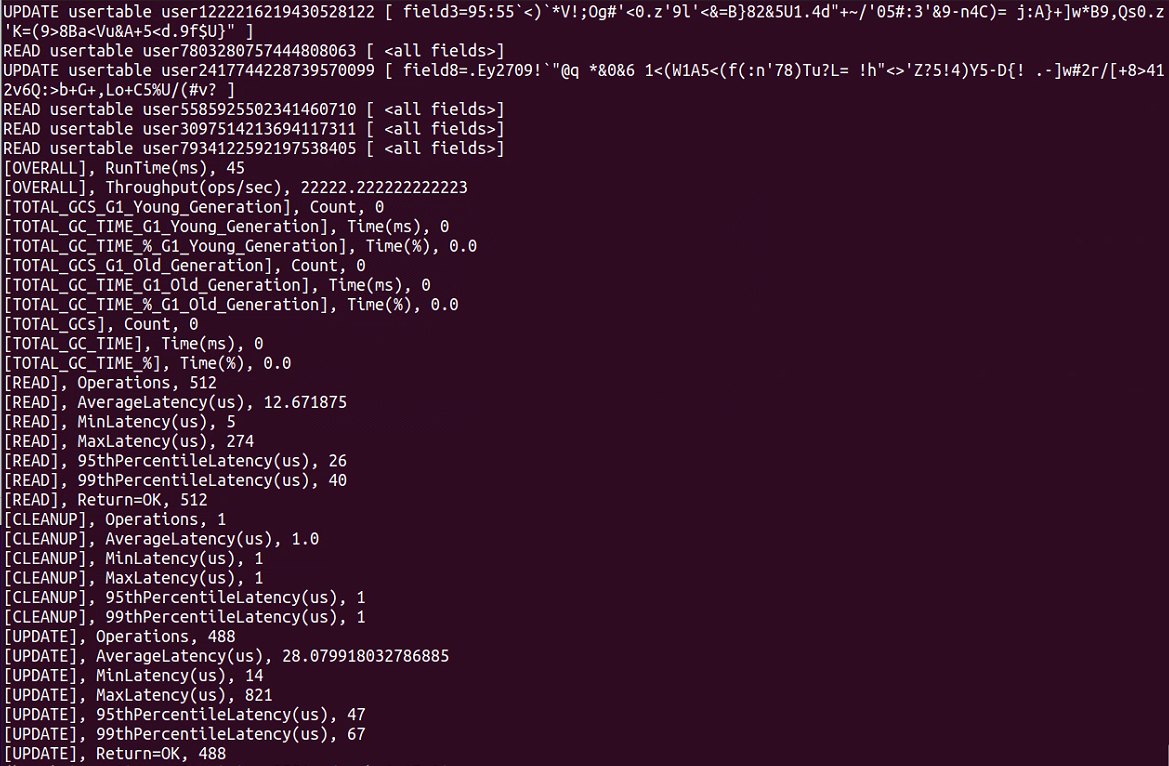 UPDATE usertable user1222216219430528122 [ field3=95:55`<)`*V!;Og#'<0.z'9l'<&=B}82&5U1.4d"+~/'05#:3'&9-n4C)= j:A}+]w*B9,Qs0.z
'K=(9>8Ba<Vu&A+5<d.9f$U}" ]
READ usertable user7803280757444808063 [ <all fields>]
UPDATE usertable user2417744228739570099 [ field8=.Ey2709!`"@q *&0&6 1<(W1A5<(f(:n'78)Tu?L= !h"<>'Z?5!4)Y5-D{! .-]w#2r/[+8>41
2v6Q:>b+G+,Lo+C5%U/(#v? ]
READ usertable user5585925502341460710 [ <all fields>]
READ usertable user3097514213694117311 [ <all fields>]
READ usertable user7934122592197538405 [ <all fields>]
[OVERALL], RunTime(ms), 45
[OVERALL], Throughput(ops/sec), 22222.222222222223
[TOTAL_GCS_G1_Young_Generation], Count, 0
[TOTAL_GC_TIME_G1_Young_Generation], Time(ms), 0
[TOTAL_GC_TIME_%_G1_Young_Generation], Time(%), 0.0
[TOTAL_GCS_G1_Old_Generation], Count, 0
[TOTAL_GC_TIME_G1_Old_Generation], Time(ms), 0
[TOTAL_GC_TIME_%_G1_Old_Generation], Time(%), 0.0
[TOTAL_GCs], Count, 0
[TOTAL_GC_TIME], Time(ms), 0
[TOTAL_GC_TIME_%], Time(%), 0.0
[READ], Operations, 512
[READ], AverageLatency(us), 12.671875
[READ], MinLatency(us), 5
[READ], MaxLatency(us), 274
[READ], 95thPercentileLatency(us), 26
[READ], 99thPercentileLatency(us), 40
[READ], Return=OK, 512
[CLEANUP], Operations, 1
[CLEANUP], AverageLatency(us), 1.0
[CLEANUP], MinLatency(us), 1
[CLEANUP], MaxLatency(us), 1
[CLEANUP], 95thPercentileLatency(us), 1
[CLEANUP], 99thPercentileLatency(us), 1
[UPDATE], Operations, 488
[UPDATE], AverageLatency(us), 28.079918032786885
[UPDATE], MinLatency(us), 14
[UPDATE], MaxLatency(us), 821
[UPDATE], 95thPercentileLatency(us), 47
[UPDATE], 99thPercentileLatency(us), 67
[UPDATE], Return=OK, 488